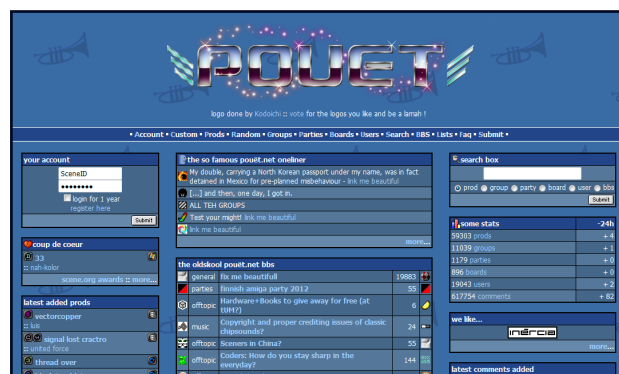 POUET
logo done by Kodoichi :: vote for the logos you like and be a lamah !
• Account • Custom • Prods • Random • Groups • Parties • Boards • Users • Search • BBS • Lists • Faq • Submit •
your account
SceneID
••••••••
login for 1 year
register here
Submit
coup de coeur
33
:: nah-kolor
scene.org awards :: more...
latest added prods
vectorcopper
:: lus
signal lost cractro
:: united force
thread over
the so famous pouët.net oneliner
My double, carrying a North Korean passport under my name, was in fact
detained in Mexico for pre-planned misbehaviour - link me beautiful
[...] and then, one day, I got in.
ALL TEH GROUPS
Test your might! link me beautiful
link me beautiful
more...
the oldskool pouët.net bbs
general fix me beautifull 19883
parties finnish amiga party 2012 55
offtopic Hardware+Books to give away for free (at
tUM?) 6
music Copyright and proper crediting issues of classic
chipsounds? 24
offtopic Sceners in China? 55
offtopic Coders: How do you stay sharp in the
everyday? 144
search box
prod group party board user bbs
Submit
some stats -24h
59303 prods + 4
11039 groups + 1
1179 parties + 0
896 boards + 0
19043 users + 2
617754 comments + 82
we like...
inércia
more...
latest comments added